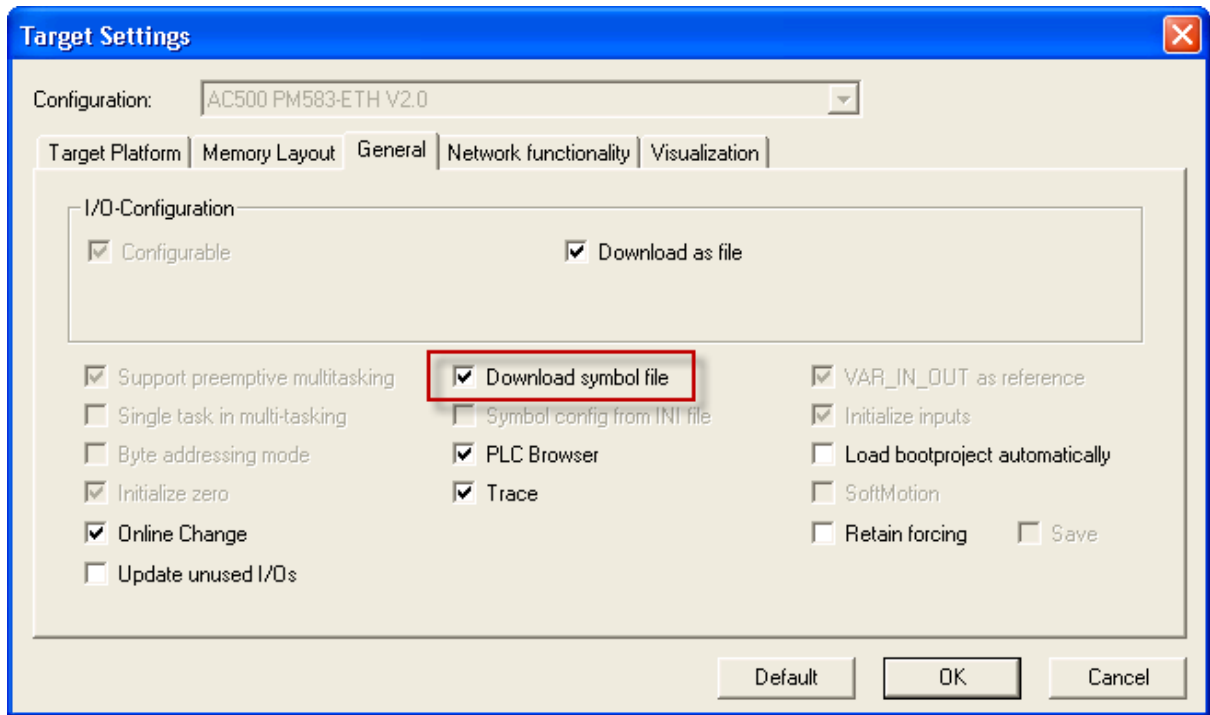 Target Settings
Configuration: AC500 PM583-ETH V2.0
Target Platform Memory Layout General Network functionality Visualization
I/O-Configuration
Configurable Download as file
Support preemptive multitasking Download symbol file VAR_IN_OUT as reference
Single task in multi-tasking Symbol config from INI file Initialize inputs
Byte addressing mode PLC Browser Load bootproject automatically
Initialize zero Trace SoftMotion
Online Change Retain forcing Save
Update unused I/Os
Default OK Cancel